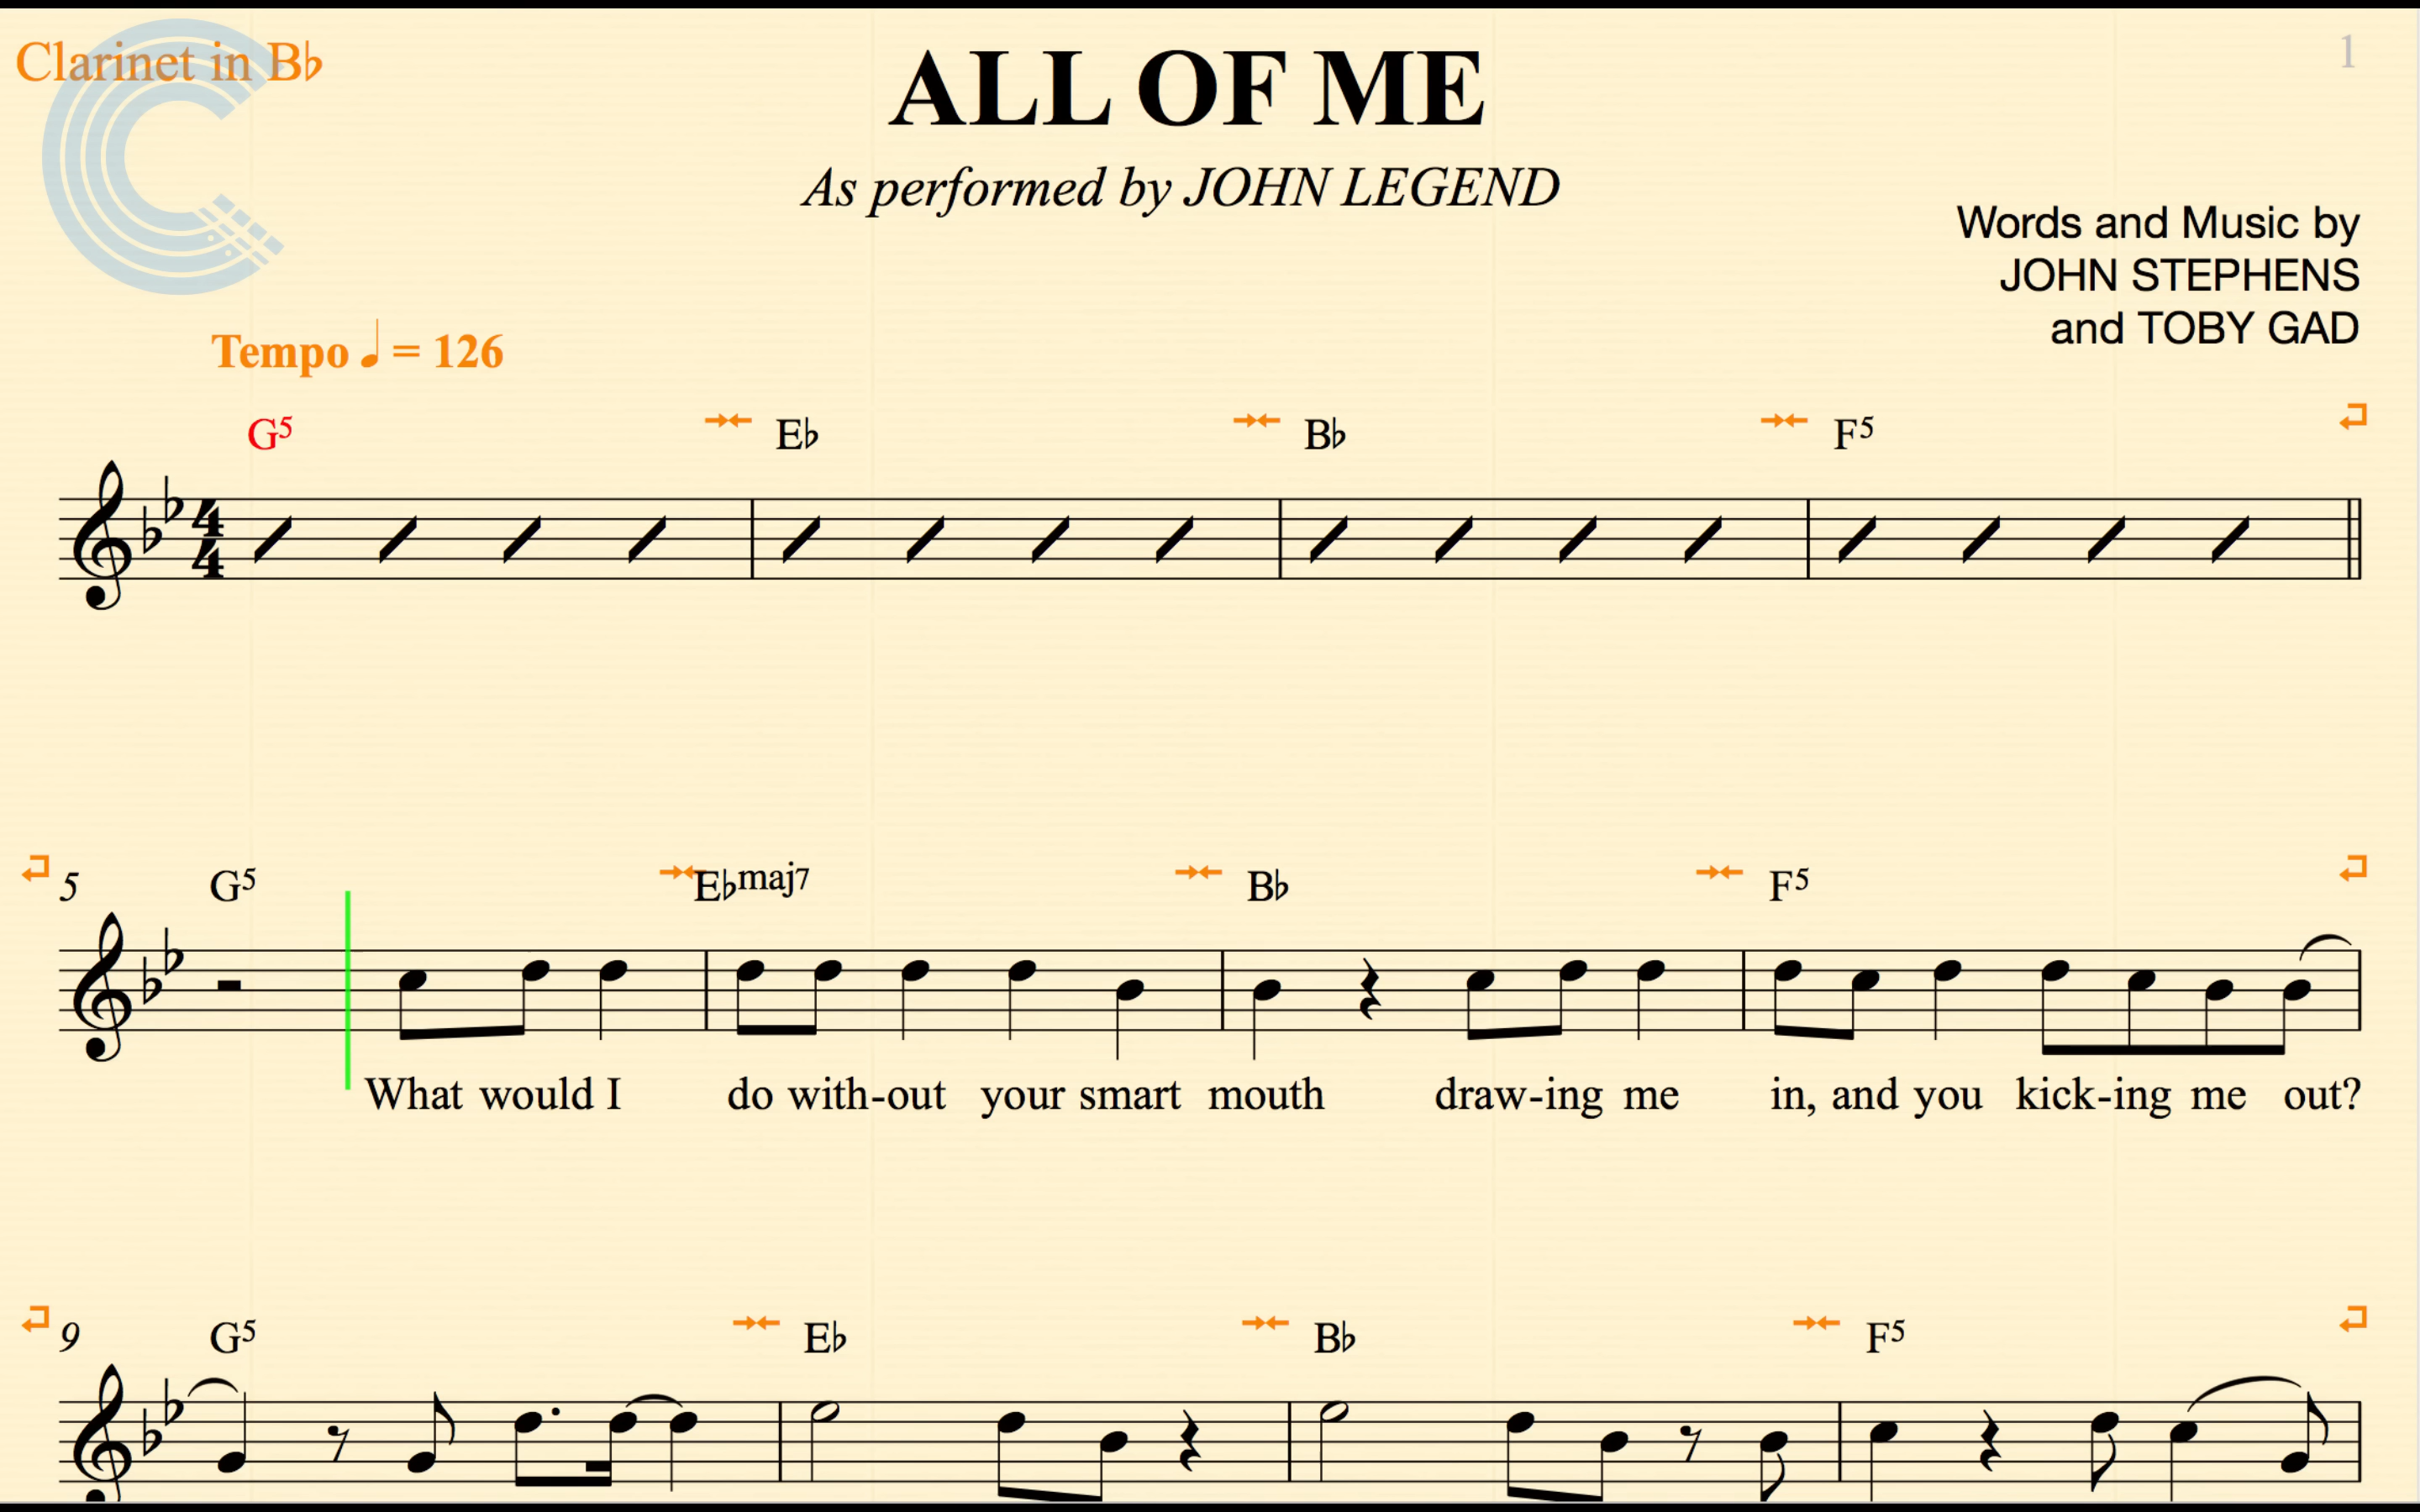 Clarinet in B♭
1
ALL OF ME
As performed by JOHN LEGEND
Words and Music by
JOHN STEPHENS
and TOBY GAD
Tempo ♩ = 126
G5 E♭ B♭ F5
4
4
5 G5 E♭maj7 B♭ F5
What would I do with-out your smart mouth draw-ing me in, and you kick-ing me out?
9 G5 E♭ B♭ F5